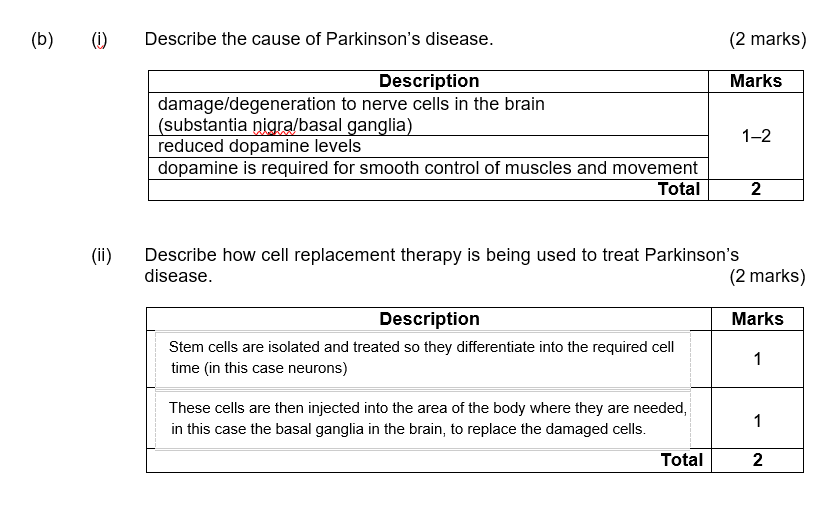 (b) (i) Describe the cause of Parkinson’s disease. (2 marks)
Description Marks
damage/degeneration to nerve cells in the brain
(substantia nigra/basal ganglia)
1–2
reduced dopamine levels
dopamine is required for smooth control of muscles and movement
Total 2
(ii) Describe how cell replacement therapy is being used to treat Parkinson’s
disease. (2 marks)
Description Marks
Stem cells are isolated and treated so they differentiate into the required cell
time (in this case neurons)
1
These cells are then injected into the area of the body where they are needed,
in this case the basal ganglia in the brain, to replace the damaged cells.
1
Total 2